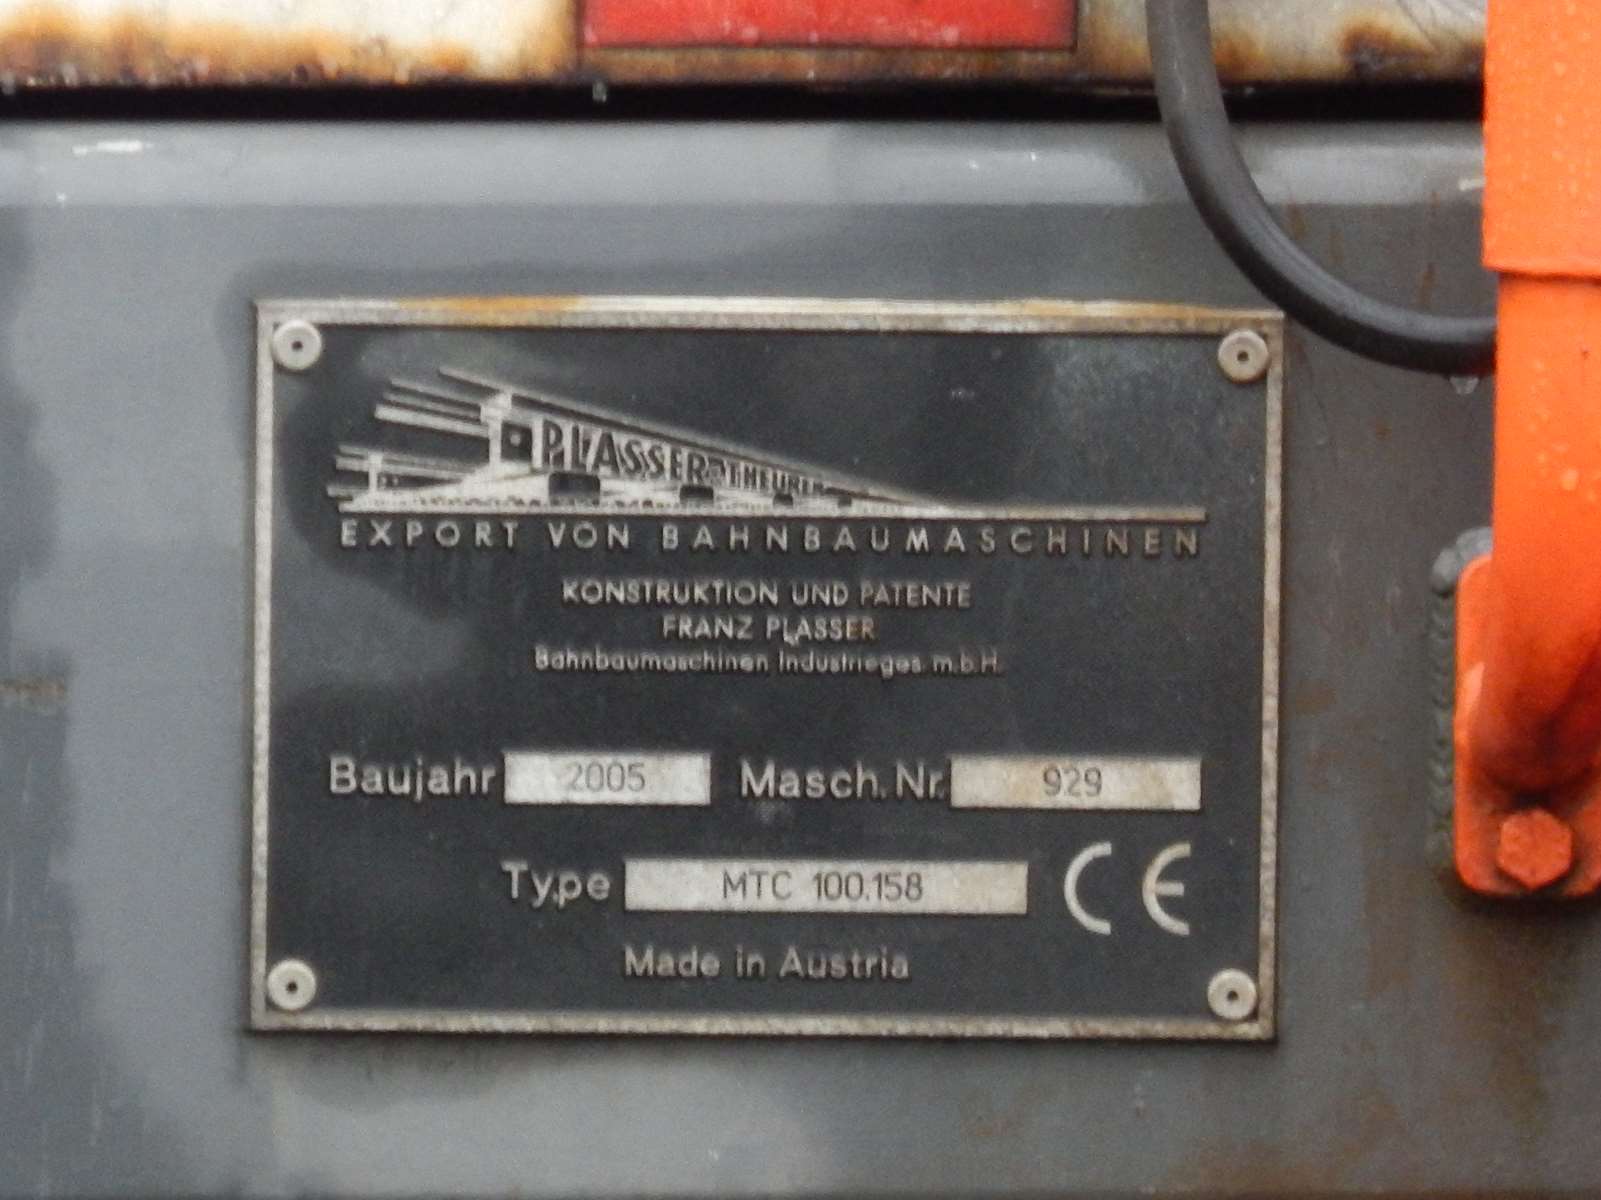 PLASSER & THEURER
EXPORT VON BAHNBAUMASCHINEN
KONSTRUKTION UND PATENTE
FRANZ PLASSER
Bahnbaumaschinen Industrieges. m.b.H.
Baujahr 2005 Masch. Nr. 929
Type MTC 100.158 CE
Made in Austria